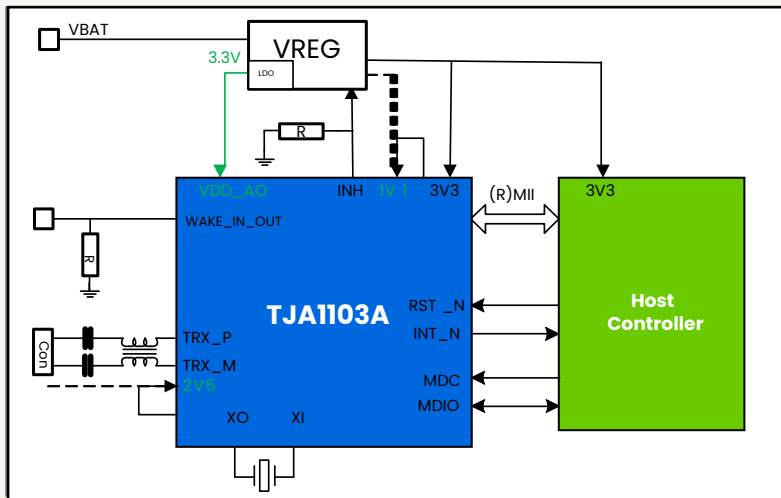 VBAT
VREG
3.3V
LDO
R
VDD_AO
INH
1V 1
3V3
(R)MII
3V3
WAKE_IN_OUT
R
TJA1103A
RST _N
Host
Controller
INT_N
Con
TRX_P
TRX_M
2V5
MDC
MDIO
XO
XI